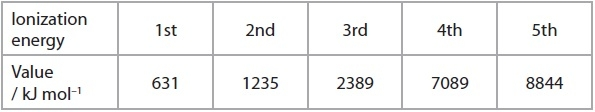 Ionization energy 1st 2nd 3rd 4th 5th
Value / kJ mol⁻¹ 631 1235 2389 7089 8844